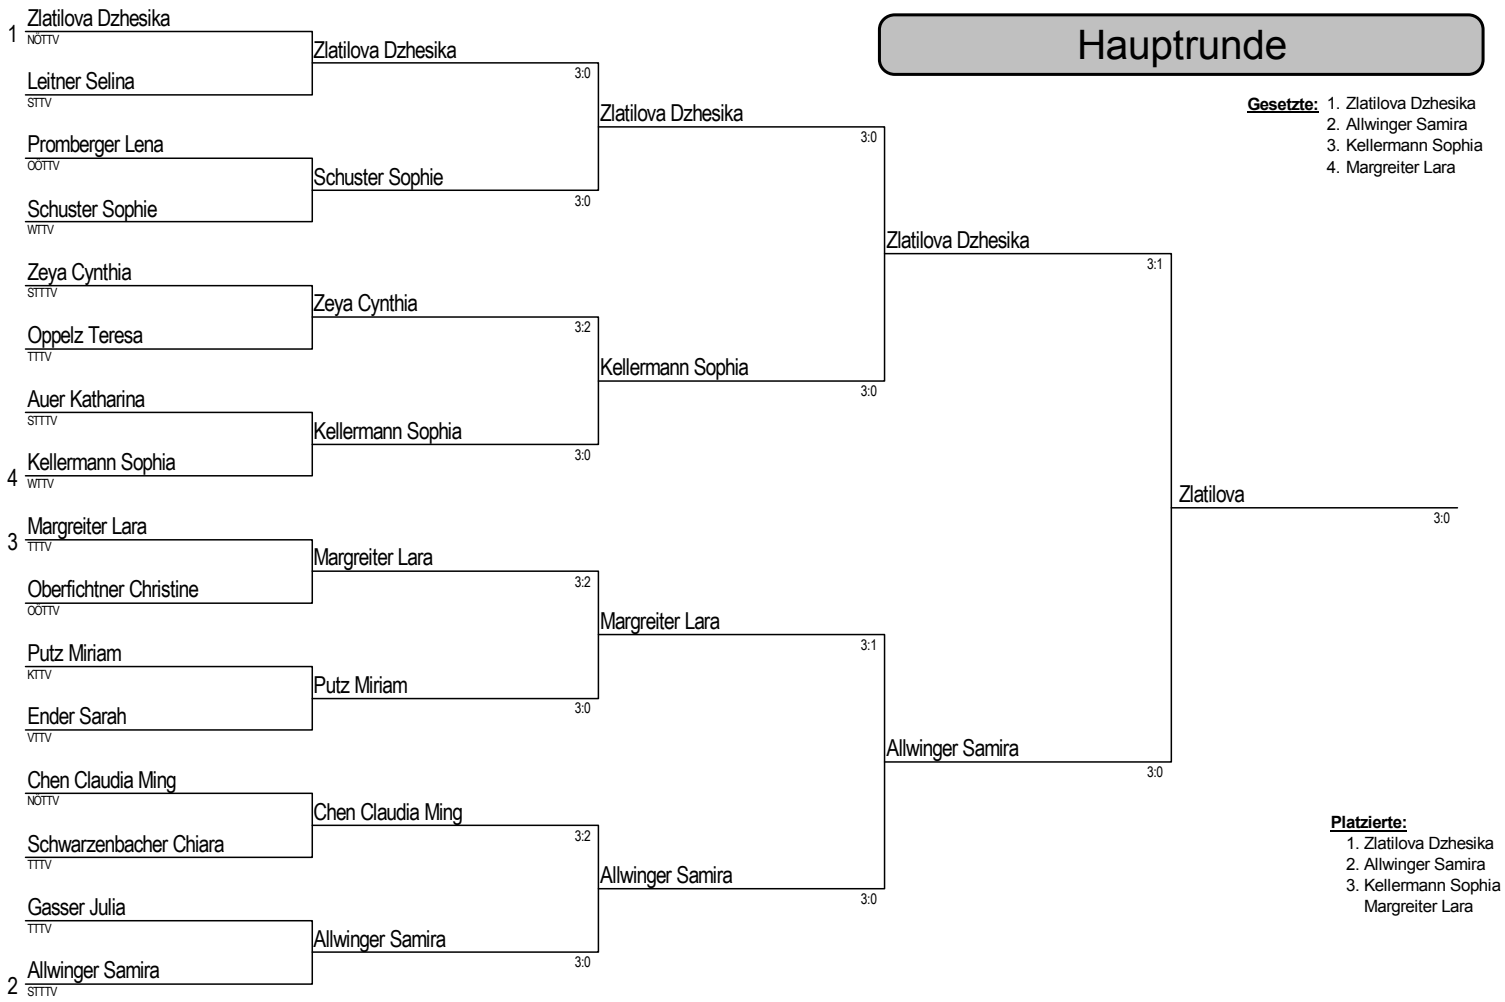 Hauptrunde
Gesetzte: 1. Zlatilova Dzhesika
2. Allwinger Samira
3. Kellermann Sophia
4. Margreiter Lara
1 Zlatilova Dzhesika
NÖTTV
Leitner Selina
STTV
Promberger Lena
OÖTTV
Schuster Sophie
WTTV
Zeya Cynthia
STTTV
Oppelz Teresa
TTTV
Auer Katharina
STTTV
4 Kellermann Sophia
WTTV
3 Margreiter Lara
TTTV
Oberfichtner Christine
OÖTTV
Putz Miriam
KTTV
Ender Sarah
VTTV
Chen Claudia Ming
NÖTTV
Schwarzenbacher Chiara
TTTV
Gasser Julia
TTTV
2 Allwinger Samira
STTTV
Zlatilova Dzhesika
3:0
Schuster Sophie
3:0
Zeya Cynthia
3:2
Kellermann Sophia
3:0
Margreiter Lara
3:2
Putz Miriam
3:0
Chen Claudia Ming
3:2
Allwinger Samira
3:0
Zlatilova Dzhesika
3:0
Kellermann Sophia
3:0
Margreiter Lara
3:1
Allwinger Samira
3:0
Zlatilova Dzhesika
3:1
Allwinger Samira
3:0
Zlatilova
3:0
Platzierte:
1. Zlatilova Dzhesika
2. Allwinger Samira
3. Kellermann Sophia
Margreiter Lara